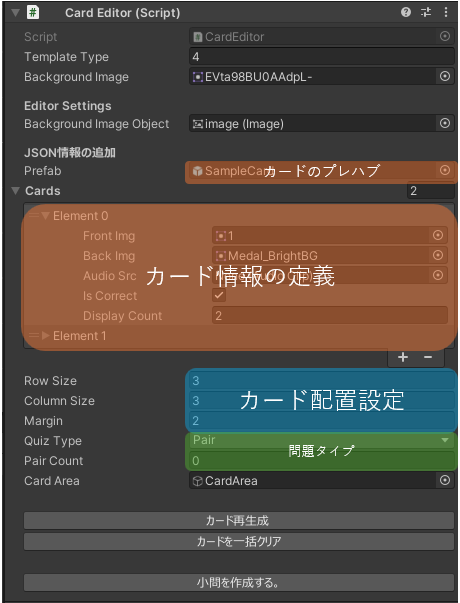 Card Editor (Script)
Script CardEditor
Template Type 4
Background Image EVta98BU0AAdpL-
Editor Settings
Background Image Object image (Image)
JSON情報の追加
Prefab SampleCa カードのプレハブ
Cards 2
Element 0
Front Img 1
Back Img Medal_BrightBG
Audio Src
カード情報の定義
Is Correct
Display Count 2
Element 1
+ -
Row Size 3
Column Size 3
カード配置設定
Margin 2
Quiz Type Pair
問題タイプ
Pair Count 0
Card Area CardArea
カード再生成
カードを一括クリア
小問を作成する。